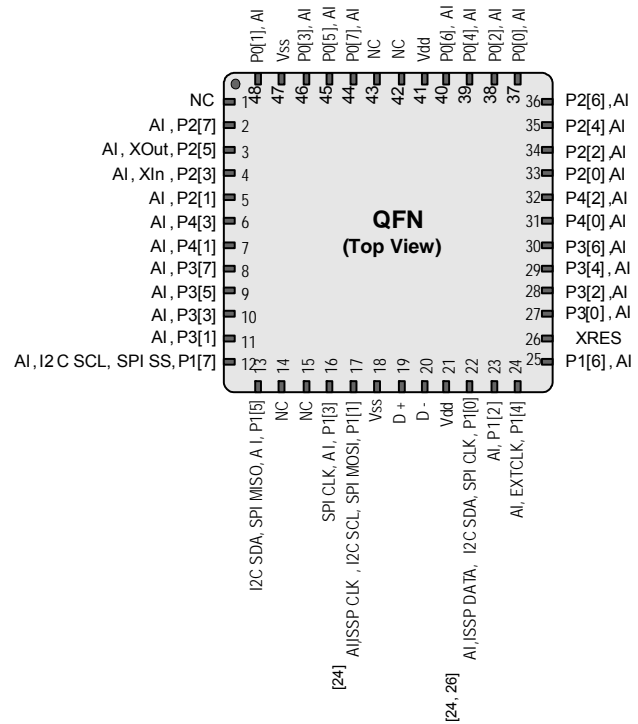 P0[1], AI
Vss
P0[3], AI
P0[5], AI
P0[7], AI
NC
NC
Vdd
P0[6], AI
P0[4], AI
P0[2], AI
P0[0], AI
48 47 46 45 44 43 42 41 40 39 38 37
NC 1
AI , P2[7] 2
AI , XOut, P2[5] 3
AI , XIn , P2[3] 4
AI , P2[1] 5
AI , P4[3] 6
AI , P4[1] 7
AI , P3[7] 8
AI , P3[5] 9
AI , P3[3] 10
AI , P3[1] 11
AI , I2 C SCL, SPI SS, P1[7] 12
QFN
(Top View)
36 P2[6] , AI
35 P2[4] ,AI
34 P2[2] ,AI
33 P2[0] ,AI
32 P4[2] , AI
31 P4[0] , AI
30 P3[6] , AI
29 P3[4] , AI
28 P3[2] , AI
27 P3[0] , AI
26 XRES
25 P1[6] , AI
13 14 15 16 17 18 19 20 21 22 23 24
I2C SDA, SPI MISO, A I, P1[5]
NC
NC
SPI CLK , A I, P1[3]
[24] AI,ISSP CLK , I2C SCL, SPI MOSI, P1[1]
Vss
D +
D -
Vdd
[24, 26] AI,ISSP DATA, I2C SDA, SPI CLK, P1[0]
AI, P1[2]
AI, EXTCLK, P1[4]